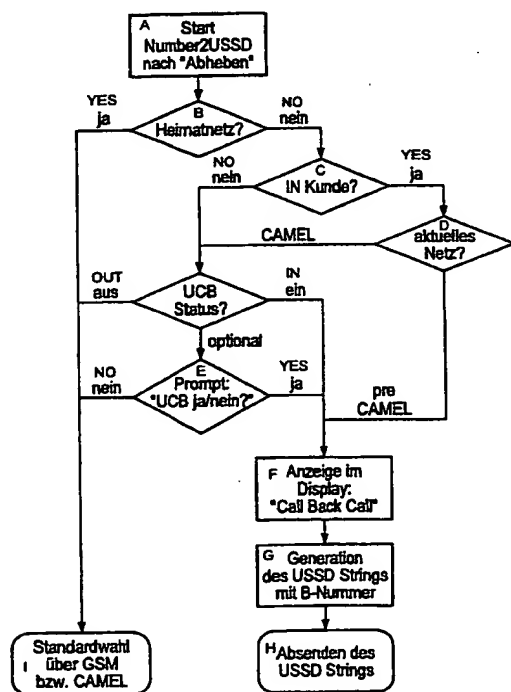 A Start
Number2USSD
nach "Abheben"
YES
ja
B
Heimatnetz?
NO
nein
NO
nein
C
IN Kunde?
YES
ja
CAMEL
D
aktuelles
Netz?
OUT
aus
UCB
Status?
IN
ein
optional
NO
nein
E
Prompt:
"UCB ja/nein?"
YES
ja
pre
CAMEL
F Anzeige im
Display:
"Call Back Call"
G Generation
des USSD Strings
mit B-Nummer
Standardwahl
I über GSM
bzw. CAMEL
H Absenden des
USSD Strings